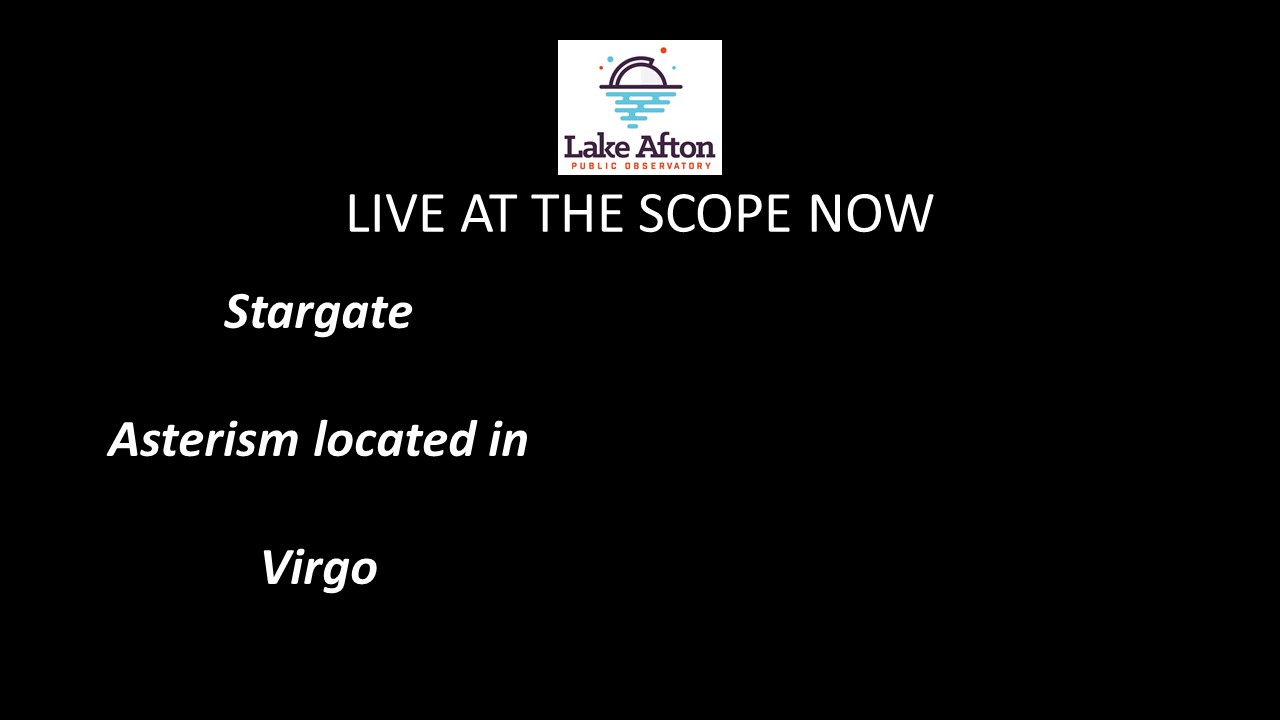 Lake Afton
PUBLIC OBSERVATORY
LIVE AT THE SCOPE NOW
Stargate
Asterism located in
Virgo